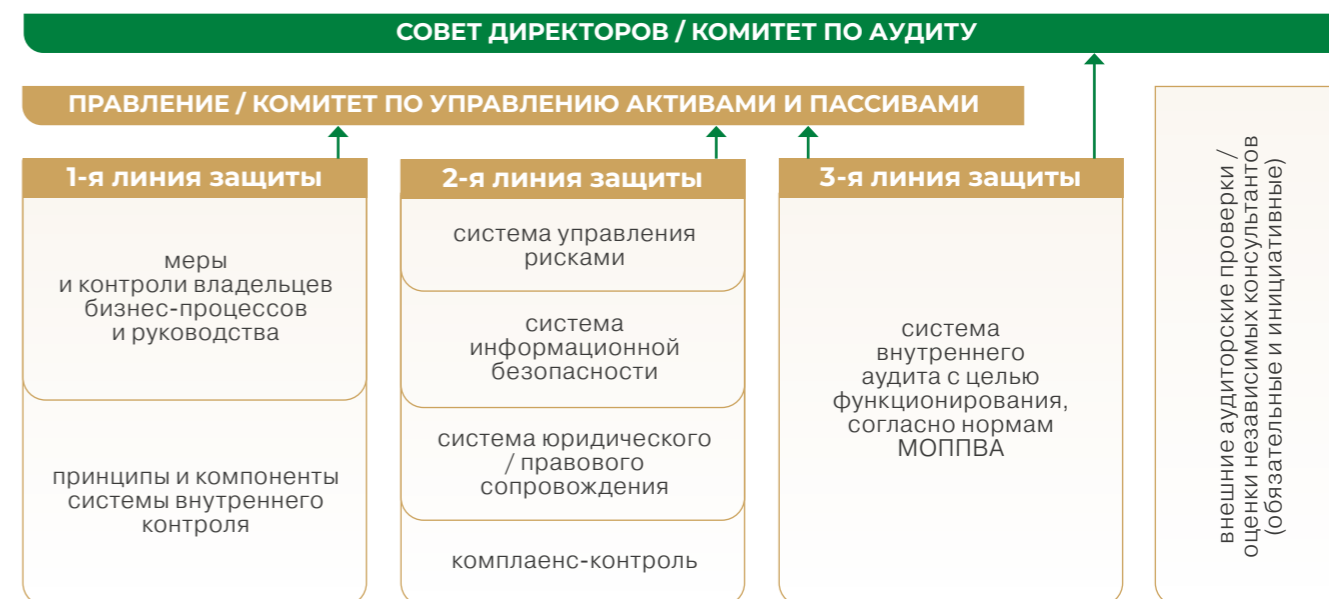 СОВЕТ ДИРЕКТОРОВ / КОМИТЕТ ПО АУДИТУ
ПРАВЛЕНИЕ / КОМИТЕТ ПО УПРАВЛЕНИЮ АКТИВАМИ И ПАССИВАМИ
1-я линия защиты
меры
и контроли владельцев
бизнес-процессов
и руководства
принципы и компоненты
системы внутреннего
контроля
2-я линия защиты
система управления
рисками
система
информационной
безопасности
система юридического
/ правового
сопровождения
комплаенс-контроль
3-я линия защиты
система
внутреннего
аудита с целью
функционирования,
согласно нормам
МОППВА
внешние аудиторские проверки /
оценки независимых консультантов
(обязательные и инициативные)